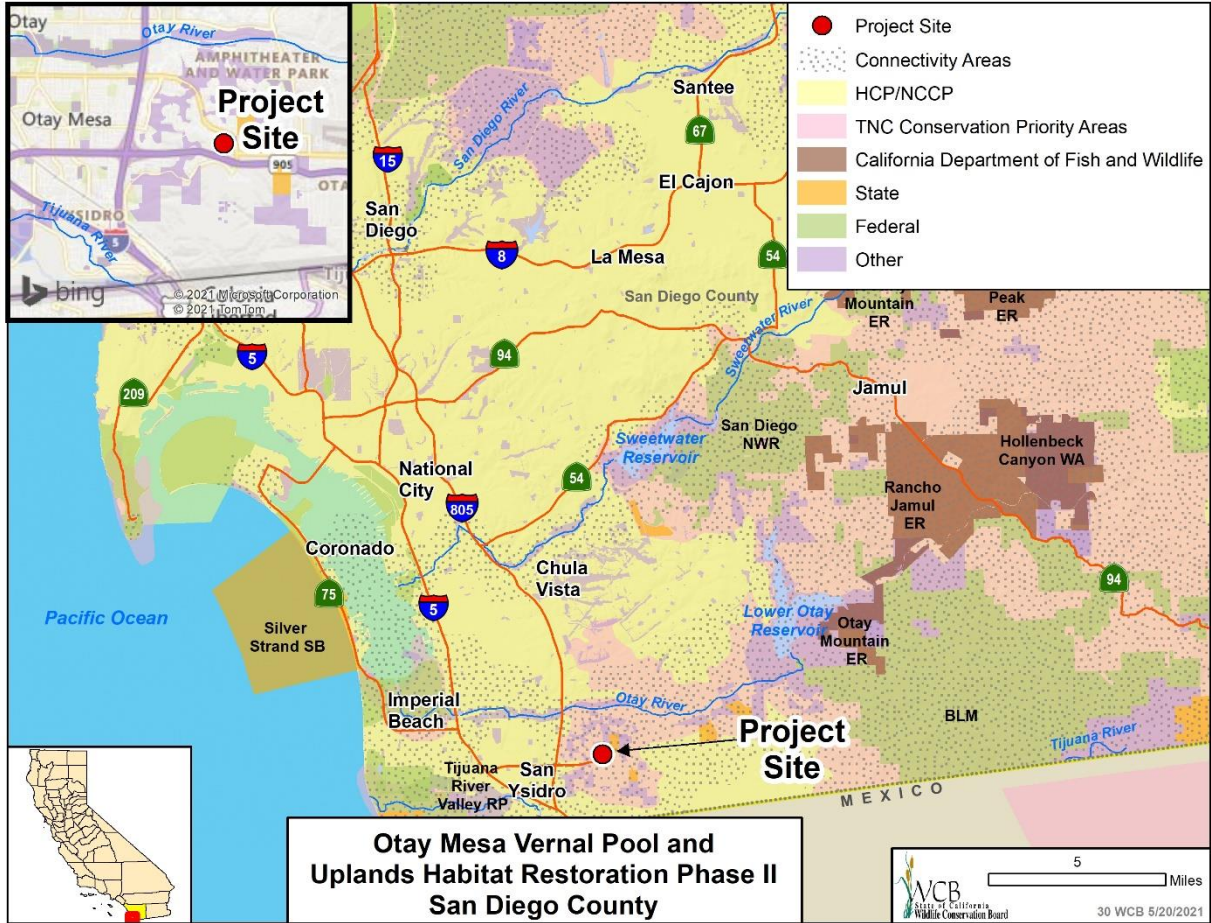 Otay
Otay River
AMPHITHEATER
AND WATER PARK
Project
Site
Otay Mesa
905
Tijuana River
5
bing
© 2021 Microsoft Corporation
© 2021 TomTom
Project Site
Connectivity Areas
HCP/NCCP
TNC Conservation Priority Areas
California Department of Fish and Wildlife
State
Federal
Other
Santee
67
San Diego River
15
El Cajon
San
Diego
8
La Mesa
54
San Diego County
Sweetwater River
Mountain
ER
Peak
ER
5
94
209
Jamul
San Diego
NWR
Sweetwater
Reservoir
Hollenbeck
Canyon WA
National
City
54
Rancho
Jamul
ER
805
Coronado
Chula
Vista
75
5
94
Pacific Ocean
Silver
Strand SB
Lower Otay
Reservoir
Otay
Mountain
ER
Imperial
Beach
Otay River
BLM
Project
Site
Tijuana River
Tijuana
River
Valley RP
San
Ysidro
MEXICO
Otay Mesa Vernal Pool and
Uplands Habitat Restoration Phase II
San Diego County
WCB
State of California
Wildlife Conservation Board
5
Miles
30 WCB 5/20/2021